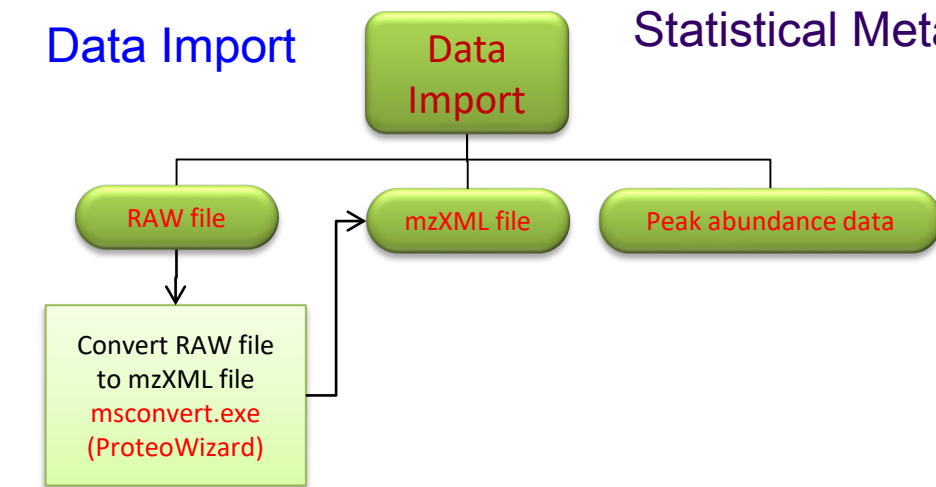 Data Import
Statistical Meta
Data
Import
RAW file
mzXML file
Peak abundance data
Convert RAW file
to mzXML file
msconvert.exe
(ProteoWizard)